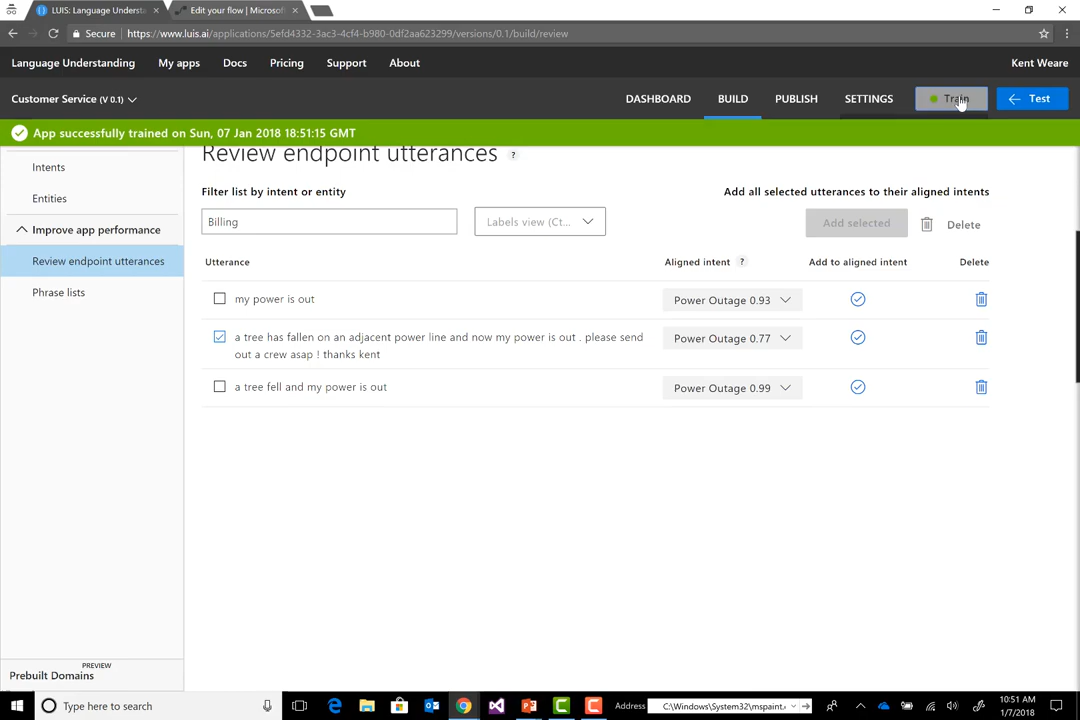 LUIS: Language Understa
Edit your flow | Microsof
Secure
https://www.luis.ai/applications/5efd4332-3ac3-4cf4-b980-0df2aa623299/versions/0.1/build/review
Language Understanding
My apps
Docs
Pricing
Support
About
Kent Weare
Customer Service (V 0.1)
DASHBOARD
BUILD
PUBLISH
SETTINGS
Train
Test
App successfully trained on Sun, 07 Jan 2018 18:51:15 GMT
Intents
Entities
Improve app performance
Review endpoint utterances
Phrase lists
PREVIEW
Prebuilt Domains
Review endpoint utterances ?
Filter list by intent or entity
Add all selected utterances to their aligned intents
Billing
Labels view (Ct...
Add selected
Delete
Utterance
Aligned intent ?
Add to aligned intent
Delete
my power is out
Power Outage 0.93
a tree has fallen on an adjacent power line and now my power is out . please send
out a crew asap ! thanks kent
Power Outage 0.77
a tree fell and my power is out
Power Outage 0.99
Type here to search
Address
C:\Windows\System32\mspaint.
10:51 AM
1/7/2018